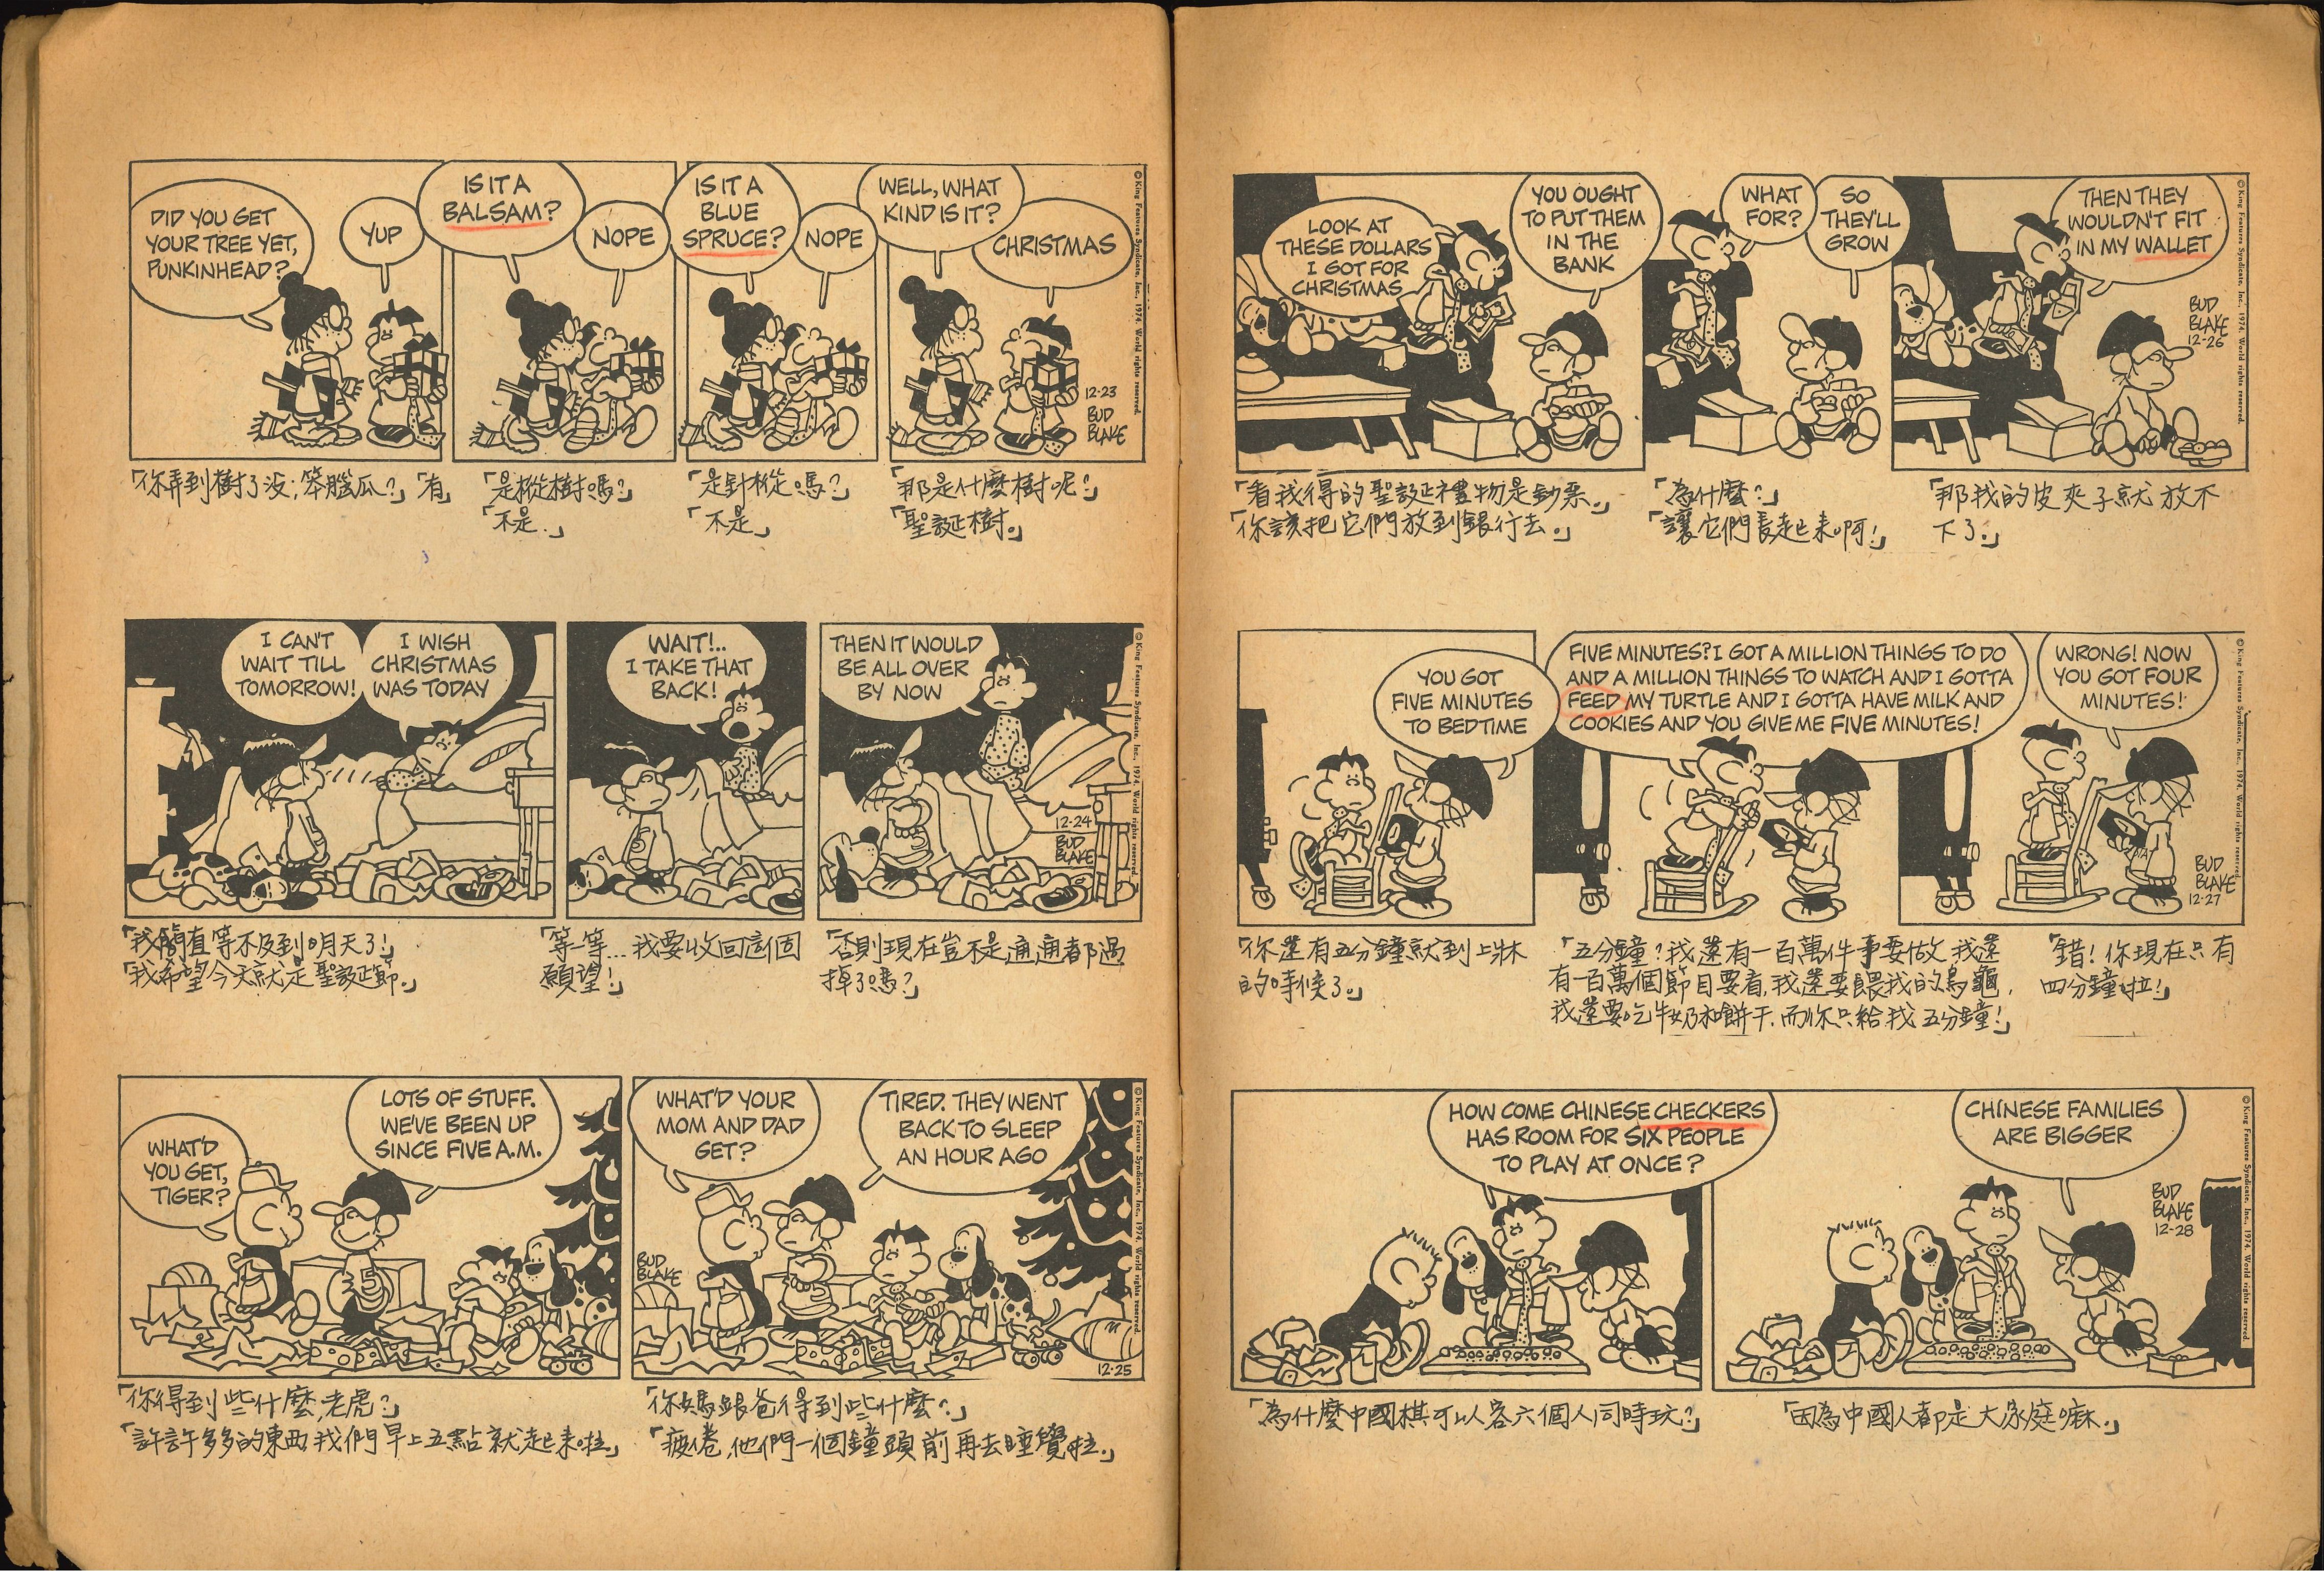 DID YOU GET
YOUR TREE YET,
PUNKINHEAD?
YUP
IS IT A
BALSAM?
NOPE
IS IT A
BLUE
SPRUCE?
NOPE
WELL, WHAT
KIND IS IT?
CHRISTMAS
12-23
BUD
BLAKE
© King Features Syndicate, Inc., 1974. World rights reserved.
「你弄到樹了沒,笨腦瓜?」「有」
「是樅樹嗎?」
「不是.」
「是針樅嗎?」
「不是」
「那是什麼樹呢?」
「聖誕樹。」
I CAN'T
WAIT TILL
TOMORROW!
I WISH
CHRISTMAS
WAS TODAY
WAIT!..
I TAKE THAT
BACK!
THEN IT WOULD
BE ALL OVER
BY NOW
12-24
BUD
BLAKE
© King Features Syndicate, Inc., 1974. World rights reserved.
「我簡直等不及到明天了!」
「我希望今天就是聖誕節。」
「等一等...我要收回這個
願望!」
「否則現在豈不是通通都過
掉了嗎?」
WHAT'D
YOU GET,
TIGER?
LOTS OF STUFF.
WE'VE BEEN UP
SINCE FIVE A.M.
WHAT'D YOUR
MOM AND DAD
GET?
TIRED. THEY WENT
BACK TO SLEEP
AN HOUR AGO
BUD
BLAKE
12-25
© King Features Syndicate, Inc., 1974. World rights reserved.
「你得到些什麼,老虎?」
「許許多多的東西,我們早上五點就起來啦」
「你媽跟爸得到些什麼?」
「疲倦,他們一個鐘頭前再去睡覺啦。」
LOOK AT
THESE DOLLARS
I GOT FOR
CHRISTMAS
YOU OUGHT
TO PUT THEM
IN THE
BANK
WHAT
FOR?
SO
THEY'LL
GROW
THEN THEY
WOULDN'T FIT
IN MY WALLET
BUD
BLAKE
12-26
© King Features Syndicate, Inc., 1974. World rights reserved.
「看我得的聖誕禮物是鈔票。」
「你該把它們放到銀行去。」
「為什麼?」
「讓它們長起來啊!」
「那我的皮夾子就放不
下了。」
YOU GOT
FIVE MINUTES
TO BEDTIME
FIVE MINUTES? I GOT A MILLION THINGS TO DO
AND A MILLION THINGS TO WATCH AND I GOTTA
FEED MY TURTLE AND I GOTTA HAVE MILK AND
COOKIES AND YOU GIVE ME FIVE MINUTES!
WRONG! NOW
YOU GOT FOUR
MINUTES!
BUD
BLAKE
12-27
© King Features Syndicate, Inc., 1974. World rights reserved.
「你還有五分鐘就到上牀
的時候了。」
「五分鐘?我還有一百萬件事要做,我還
有一百萬個節目要看,我還要餵我的烏龜,
我還要吃牛奶和餅干,而你只給我五分鐘!」
「錯!你現在只有
四分鐘啦!」
HOW COME CHINESE CHECKERS
HAS ROOM FOR SIX PEOPLE
TO PLAY AT ONCE?
CHINESE FAMILIES
ARE BIGGER
BUD
BLAKE
12-28
© King Features Syndicate, Inc., 1974. World rights reserved.
「為什麼中國棋可以容六個人同時玩?」
「因為中國人都是大家庭嘛.」